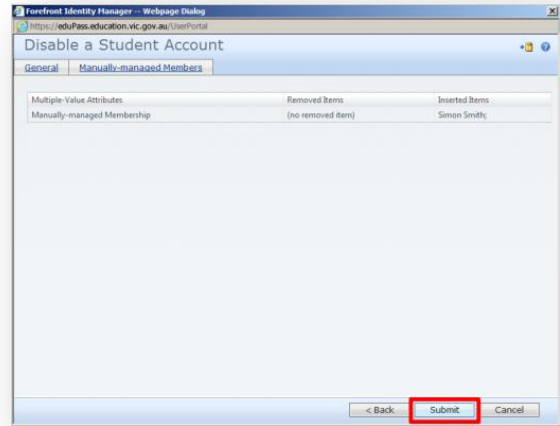 Forefront Identity Manager -- Webpage Dialog
https://eduPass.education.vic.gov.au/UserPortal
Disable a Student Account
General Manually-managed Members
Multiple-Value Attributes Removed Items Inserted Items
Manually-managed Membership (no removed item) Simon Smith;
< Back Submit Cancel